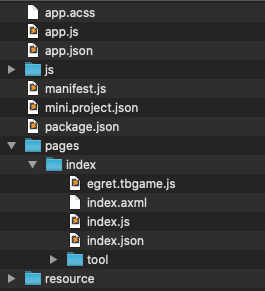 app.acss
app.js
app.json
js
manifest.js
mini.project.json
package.json
pages
index
egret.tbgame.js
index.axml
index.js
index.json
tool
resource